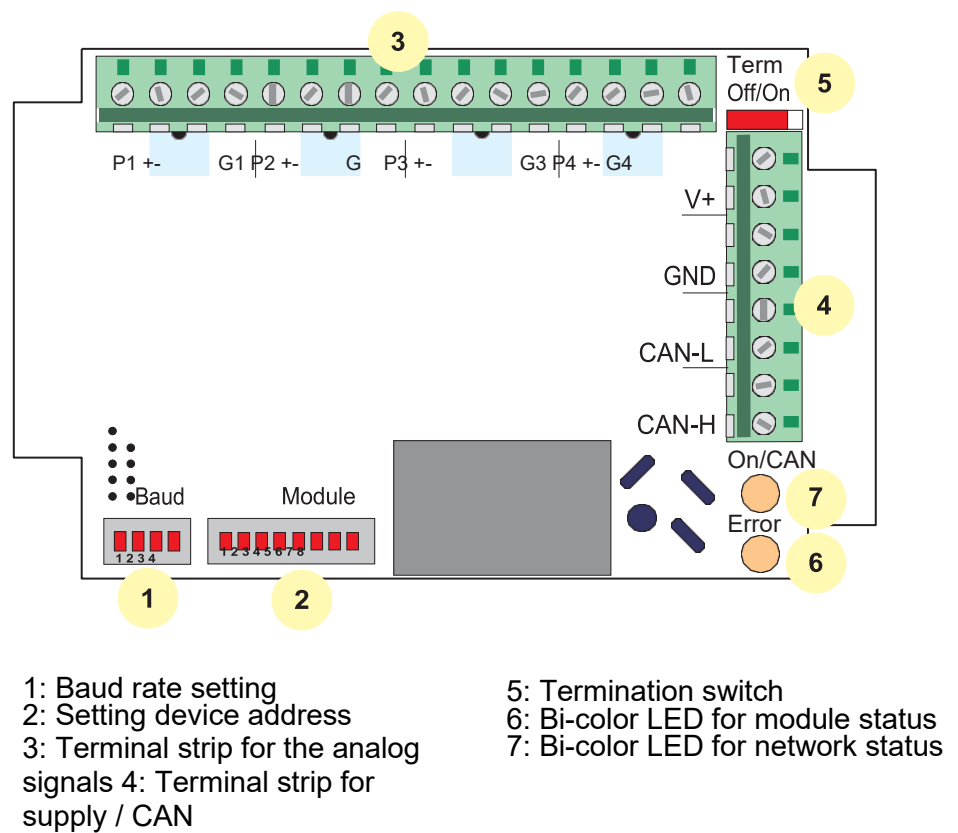 3
Term
Off/On
5
P1 +- G1 P2 +- G P3 +- G3 P4 +- G4
V+
GND
4
CAN-L
CAN-H
On/CAN
7
Baud Module
Error
1 2 3 4
1 2 3 4 5 6 7 8
6
1
2
1: Baud rate setting
2: Setting device address
3: Terminal strip for the analog
signals 4: Terminal strip for
supply / CAN
5: Termination switch
6: Bi-color LED for module status
7: Bi-color LED for network status